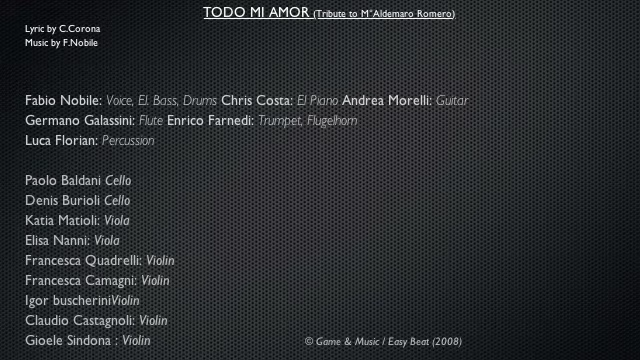 TODO MI AMOR (Tribute to M°Aldemaro Romero)
Lyric by C.Corona
Music by F.Nobile
Fabio Nobile: Voice, El. Bass, Drums Chris Costa: El Piano Andrea Morelli: Guitar
Germano Galassini: Flute Enrico Farnedi: Trumpet, Flugelhorn
Luca Florian: Percussion
Paolo Baldani Cello
Denis Burioli Cello
Katia Matioli: Viola
Elisa Nanni: Viola
Francesca Quadrelli: Violin
Francesca Camagni: Violin
Igor buscheriniViolin
Claudio Castagnoli: Violin
Gioele Sindona : Violin
© Game & Music / Easy Beat (2008)